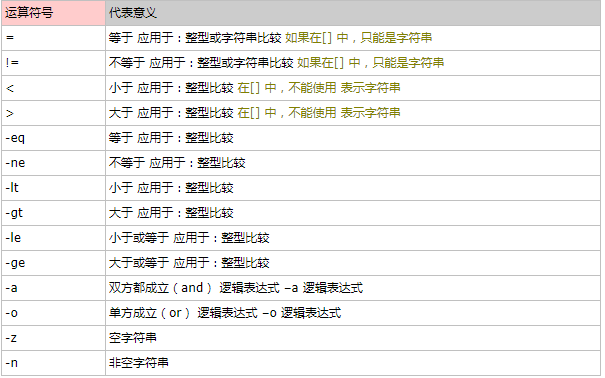 运算符号 代表意义
= 等于 应用于：整型或字符串比较 如果在[] 中，只能是字符串
!= 不等于 应用于：整型或字符串比较 如果在[] 中，只能是字符串
< 小于 应用于：整型比较 在[] 中，不能使用 表示字符串
> 大于 应用于：整型比较 在[] 中，不能使用 表示字符串
-eq 等于 应用于：整型比较
-ne 不等于 应用于：整型比较
-lt 小于 应用于：整型比较
-gt 大于 应用于：整型比较
-le 小于或等于 应用于：整型比较
-ge 大于或等于 应用于：整型比较
-a 双方都成立（and） 逻辑表达式 –a 逻辑表达式
-o 单方成立（or） 逻辑表达式 –o 逻辑表达式
-z 空字符串
-n 非空字符串